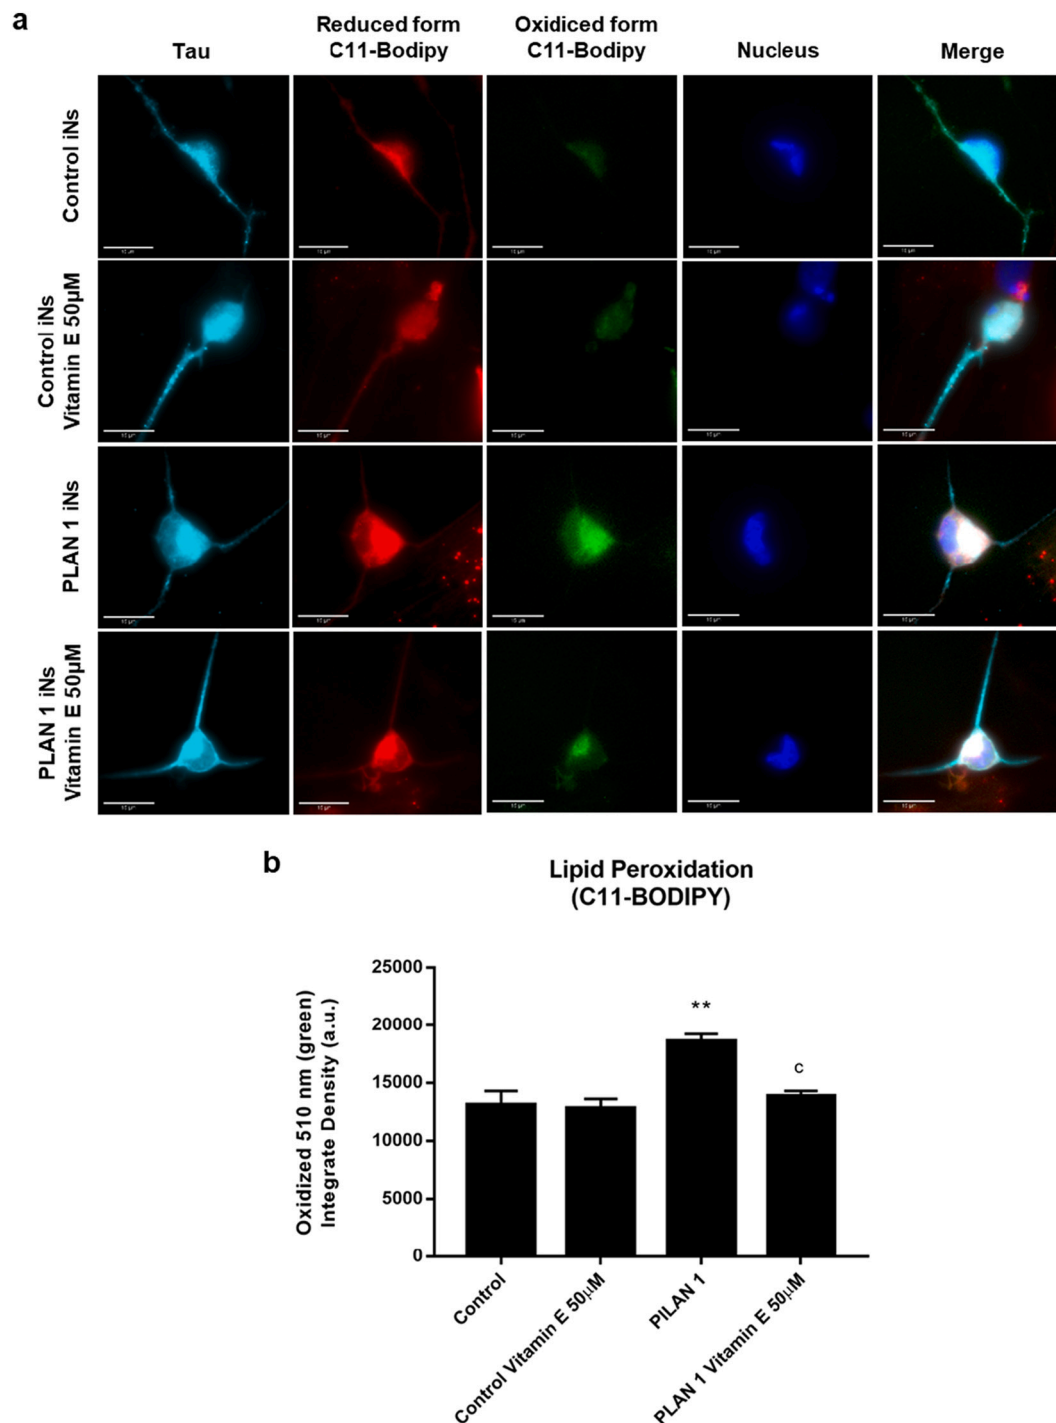 a
Tau
Reduced form
C11-Bodipy
Oxidiced form
C11-Bodipy
Nucleus
Merge
Control iNs
Control iNs
Vitamin E 50µM
PLAN 1 iNs
PLAN 1 iNs
Vitamin E 50µM
b
Lipid Peroxidation
(C11-BODIPY)
Oxidized 510 nm (green)
Integrate Density (a.u.)
25000
20000
15000
10000
5000
0
**
c
Control
Control Vitamin E 50µM
PILAN 1
PLAN 1 Vitamin E 50µM